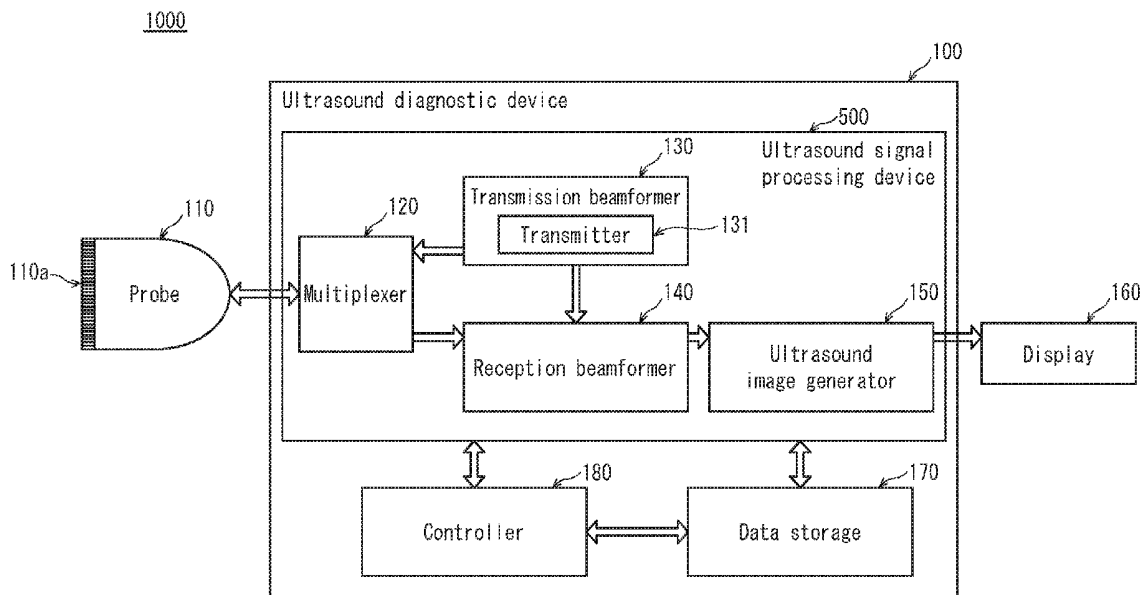 1000
100
Ultrasound diagnostic device
500
Ultrasound signal
processing device
130
Transmission beamformer
Transmitter
131
110
120
110a
Probe
Multiplexer
140
150
160
Reception beamformer
Ultrasound
image generator
Display
180
170
Controller
Data storage